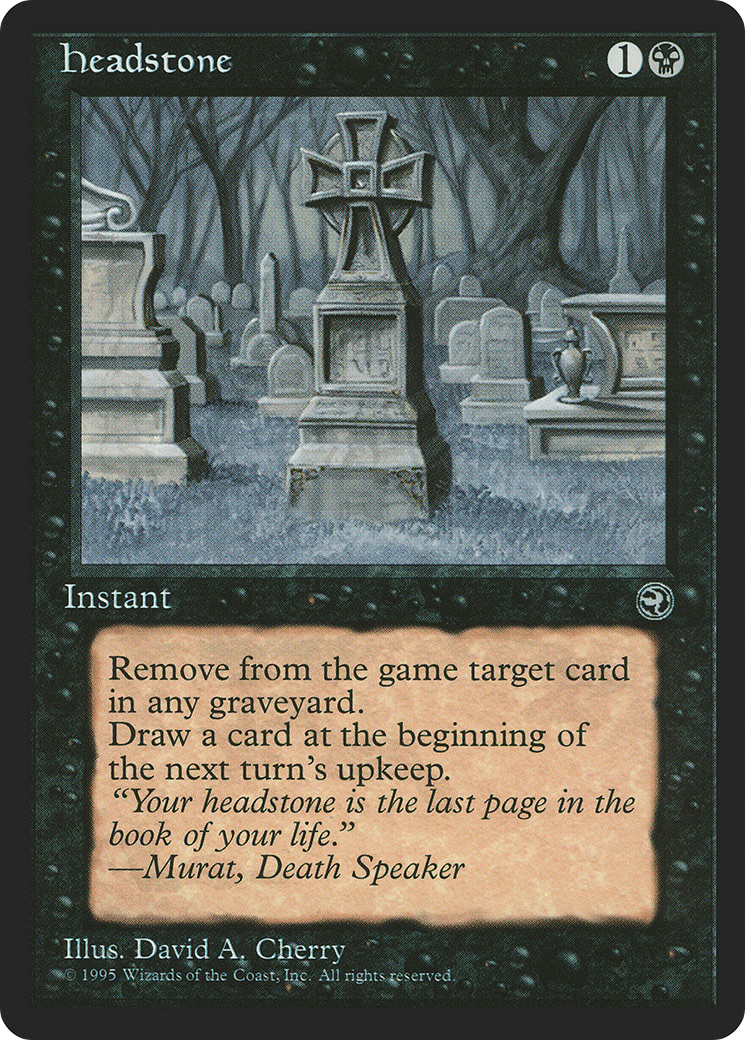 Headstone
1
Instant
Remove from the game target card
in any graveyard.
Draw a card at the beginning of
the next turn's upkeep.
“Your headstone is the last page in the
book of your life.”
—Murat, Death Speaker
Illus. David A. Cherry
© 1995 Wizards of the Coast, Inc. All rights reserved.